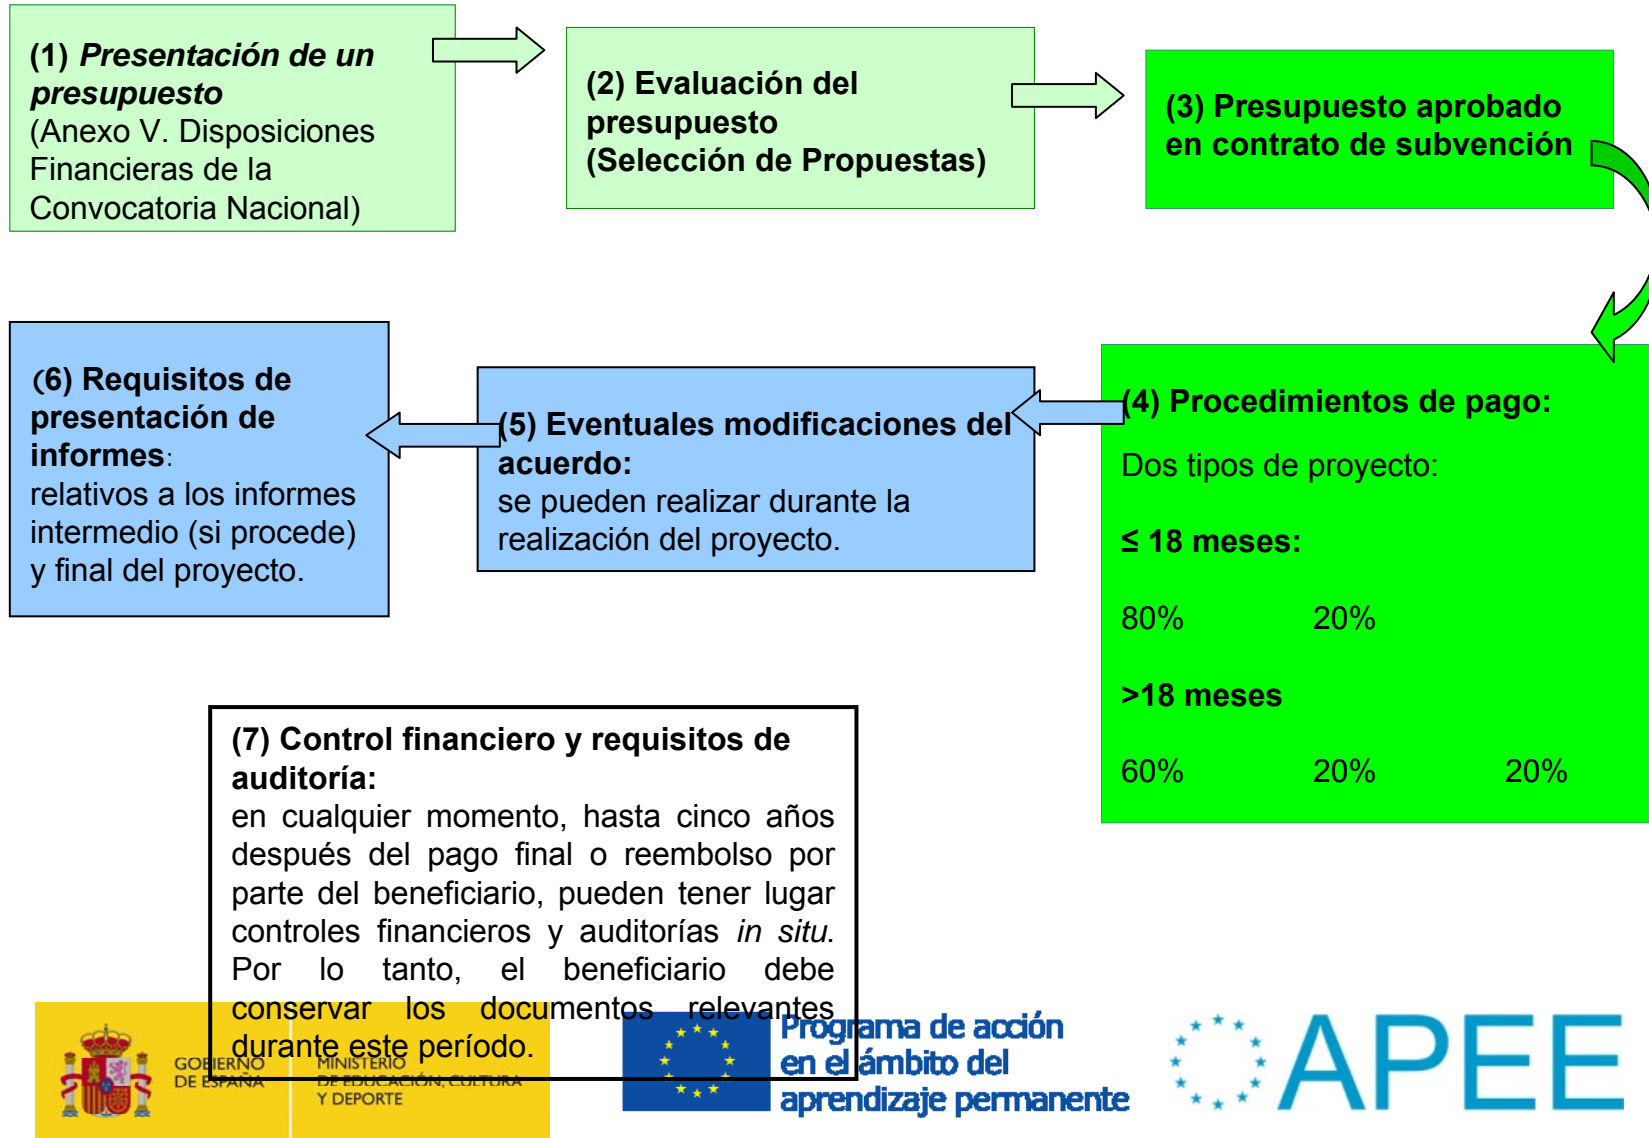 (1) Presentación de un
presupuesto
(Anexo V. Disposiciones
Financieras de la
Convocatoria Nacional)
(2) Evaluación del
presupuesto
(Selección de Propuestas)
(3) Presupuesto aprobado
en contrato de subvención
(4) Procedimientos de pago:
Dos tipos de proyecto:
≤ 18 meses:
80% 20%
>18 meses
60% 20% 20%
(5) Eventuales modificaciones del
acuerdo:
se pueden realizar durante la
realización del proyecto.
(6) Requisitos de
presentación de
informes:
relativos a los informes
intermedio (si procede)
y final del proyecto.
(7) Control financiero y requisitos de
auditoría:
en cualquier momento, hasta cinco años
después del pago final o reembolso por
parte del beneficiario, pueden tener lugar
controles financieros y auditorías in situ.
Por lo tanto, el beneficiario debe
conservar los documentos relevantes
durante este período.
GOBIERNO
DE ESPAÑA
MINISTERIO
DE EDUCACIÓN, CULTURA
Y DEPORTE
Programa de acción
en el ámbito del
aprendizaje permanente
OAPEE